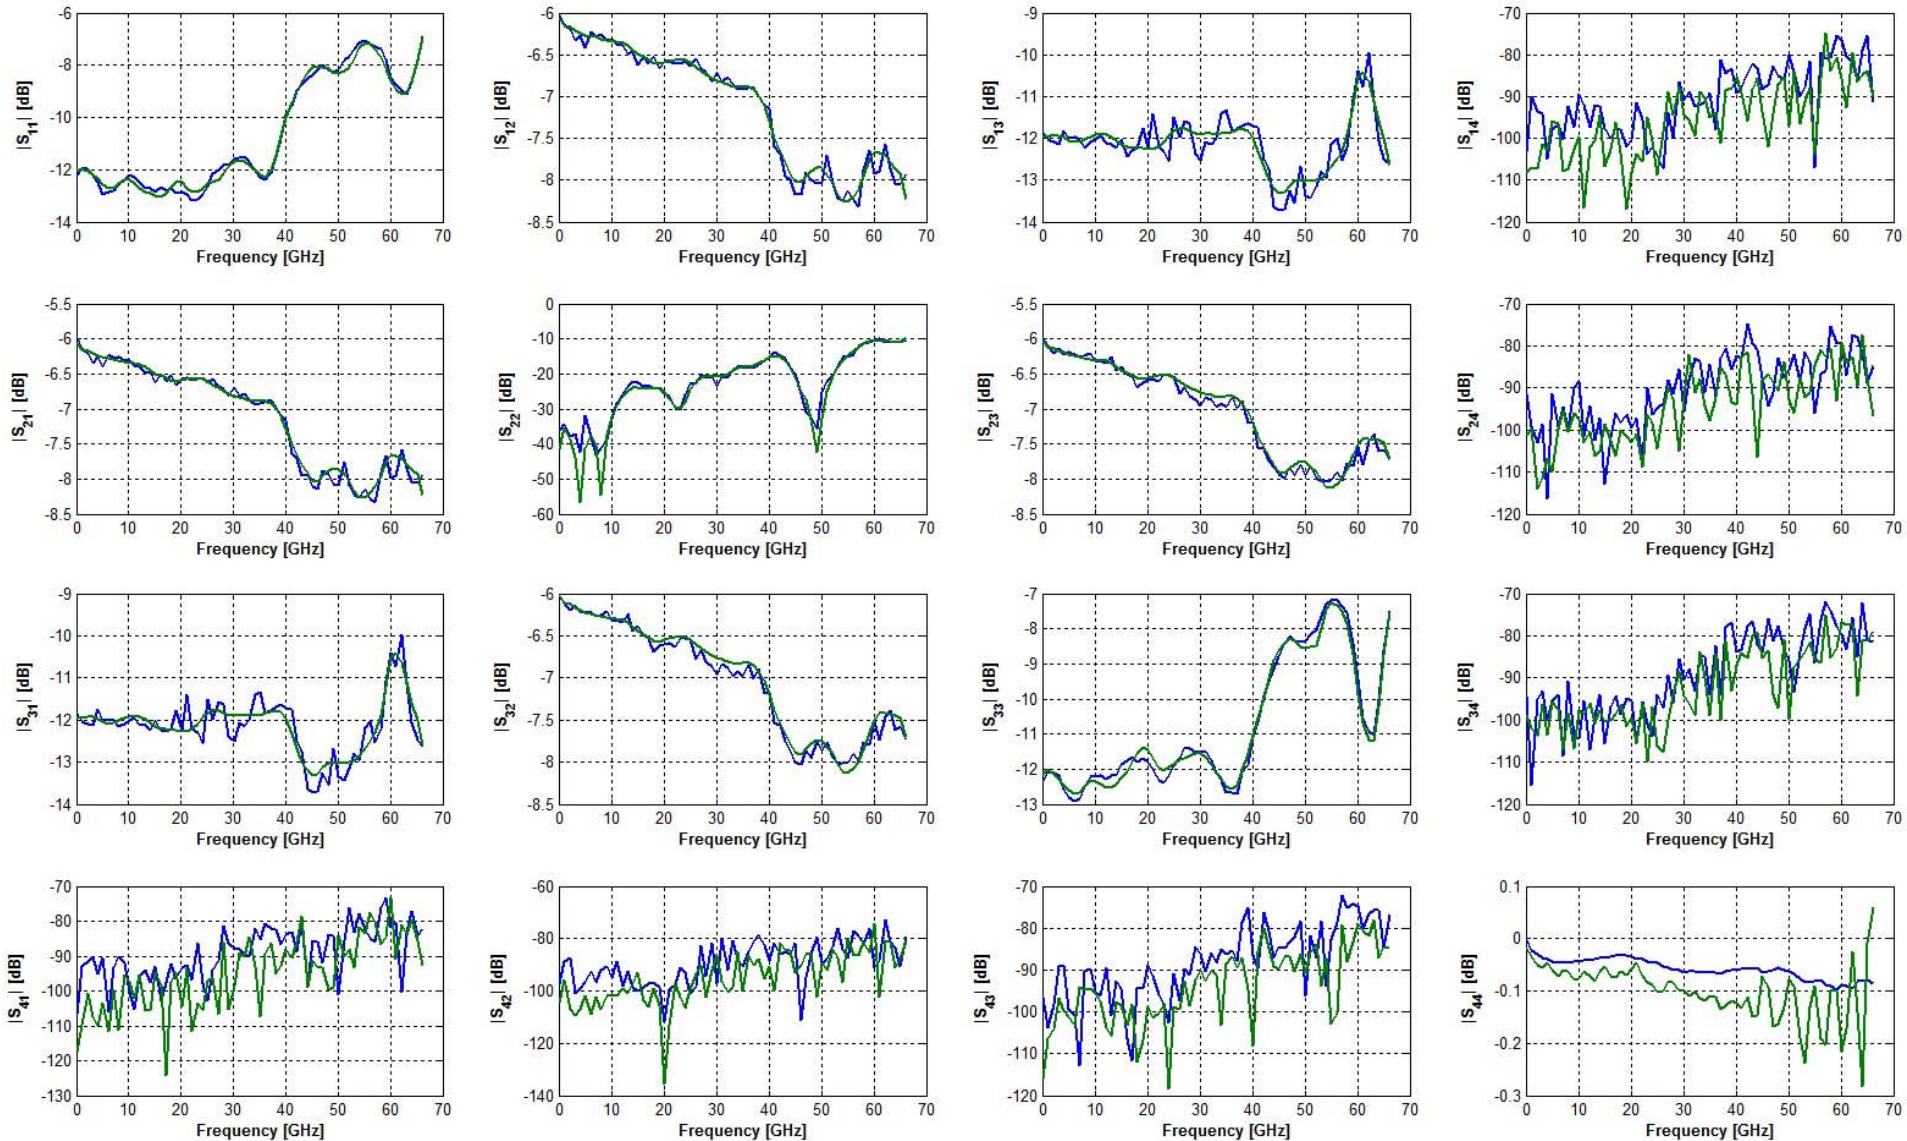 |S11| [dB]
-6
-8
-10
-12
-14
0 10 20 30 40 50 60 70
Frequency [GHz]
|S12| [dB]
-6
-6.5
-7
-7.5
-8
-8.5
0 10 20 30 40 50 60 70
Frequency [GHz]
|S13| [dB]
-9
-10
-11
-12
-13
-14
0 10 20 30 40 50 60 70
Frequency [GHz]
|S14| [dB]
-70
-80
-90
-100
-110
-120
0 10 20 30 40 50 60 70
Frequency [GHz]
|S21| [dB]
-5.5
-6
-6.5
-7
-7.5
-8
-8.5
0 10 20 30 40 50 60 70
Frequency [GHz]
|S22| [dB]
0
-10
-20
-30
-40
-50
-60
0 10 20 30 40 50 60 70
Frequency [GHz]
|S23| [dB]
-5.5
-6
-6.5
-7
-7.5
-8
-8.5
0 10 20 30 40 50 60 70
Frequency [GHz]
|S24| [dB]
-70
-80
-90
-100
-110
-120
0 10 20 30 40 50 60 70
Frequency [GHz]
|S31| [dB]
-9
-10
-11
-12
-13
-14
0 10 20 30 40 50 60 70
Frequency [GHz]
|S32| [dB]
-6
-6.5
-7
-7.5
-8
-8.5
0 10 20 30 40 50 60 70
Frequency [GHz]
|S33| [dB]
-7
-8
-9
-10
-11
-12
-13
0 10 20 30 40 50 60 70
Frequency [GHz]
|S34| [dB]
-70
-80
-90
-100
-110
-120
0 10 20 30 40 50 60 70
Frequency [GHz]
|S41| [dB]
-70
-80
-90
-100
-110
-120
-130
0 10 20 30 40 50 60 70
Frequency [GHz]
|S42| [dB]
-60
-80
-100
-120
-140
0 10 20 30 40 50 60 70
Frequency [GHz]
|S43| [dB]
-70
-80
-90
-100
-110
-120
0 10 20 30 40 50 60 70
Frequency [GHz]
|S44| [dB]
0.1
0
-0.1
-0.2
-0.3
0 10 20 30 40 50 60 70
Frequency [GHz]